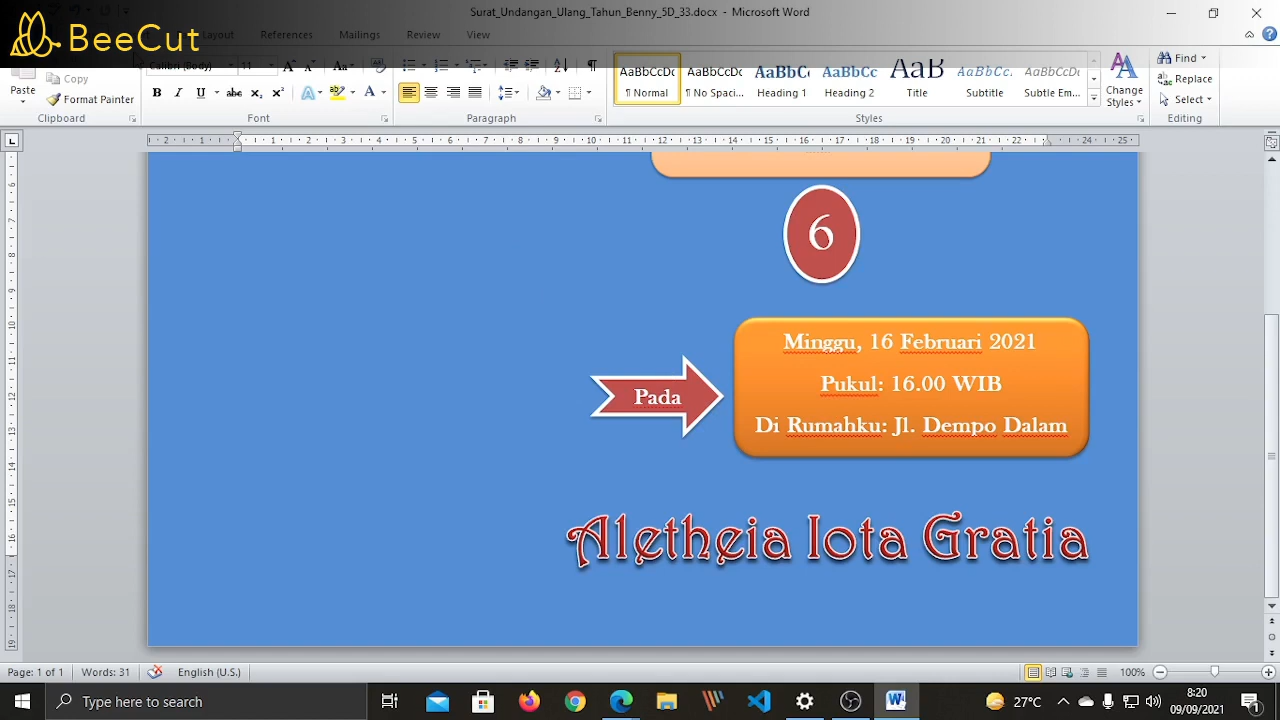 Surat_Undangan_Ulang_Tahun_Benny_5D_33.docx - Microsoft Word
BeeCut
Layout References Mailings Review View
Calibri (Body) 11
Paste
Copy
Format Painter
Clipboard
Font
Paragraph
AaBbCcDc AaBbCcDc AaBbCc AaBbCc AaB AaBbCc. AaBbCcDc
¶ Normal ¶ No Spaci... Heading 1 Heading 2 Title Subtitle Subtle Em...
Change Styles
Styles
Find
Replace
Select
Editing
6
Minggu, 16 Februari 2021
Pukul: 16.00 WIB
Di Rumahku: Jl. Dempo Dalam
Pada
Aletheia Iota Gratia
Page: 1 of 1 Words: 31 English (U.S.) 100%
Type here to search
27°C
8:20
09/09/2021